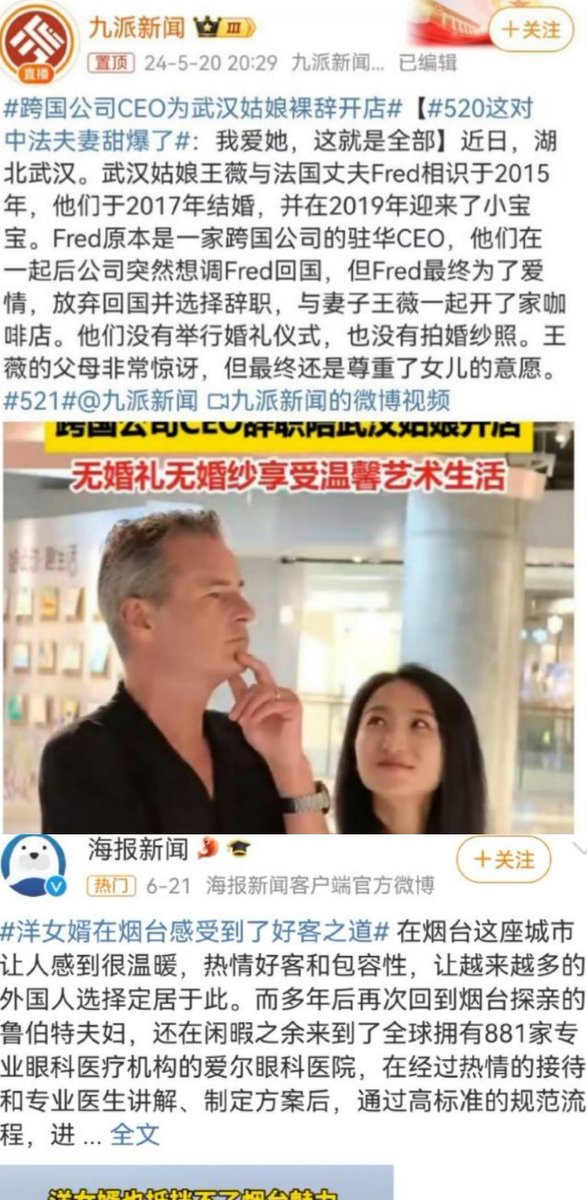 九派新闻 III
＋关注
直播
置顶 24-5-20 20:29 九派新闻... 已编辑
#跨国公司CEO为武汉姑娘裸辞开店#【#520这对
中法夫妻甜爆了#：我爱她，这就是全部】近日，湖
北武汉。武汉姑娘王薇与法国丈夫Fred相识于2015
年，他们于2017年结婚，并在2019年迎来了小宝
宝。Fred原本是一家跨国公司的驻华CEO，他们在
一起后公司突然想调Fred回国，但Fred最终为了爱
情，放弃回国并选择辞职，与妻子王薇一起开了家咖
啡店。他们没有举行婚礼仪式，也没有拍婚纱照。王
薇的父母非常惊讶，但最终还是尊重了女儿的意愿。
#521#@九派新闻 九派新闻的微博视频
跨国公司CEO辞职陪武汉姑娘开店
无婚礼无婚纱享受温馨艺术生活
海报新闻
＋关注
热门 6-21 海报新闻客户端官方微博
#洋女婿在烟台感受到了好客之道# 在烟台这座城市
让人感到很温暖，热情好客和包容性，让越来越多的
外国人选择定居于此。而多年后再次回到烟台探亲的
鲁伯特夫妇，还在闲暇之余来到了全球拥有881家专
业眼科医疗机构的爱尔眼科医院，在经过热情的接待
和专业医生讲解、制定方案后，通过高标准的规范流
程，进 ... 全文
洋女婿也抵挡不了烟台魅力